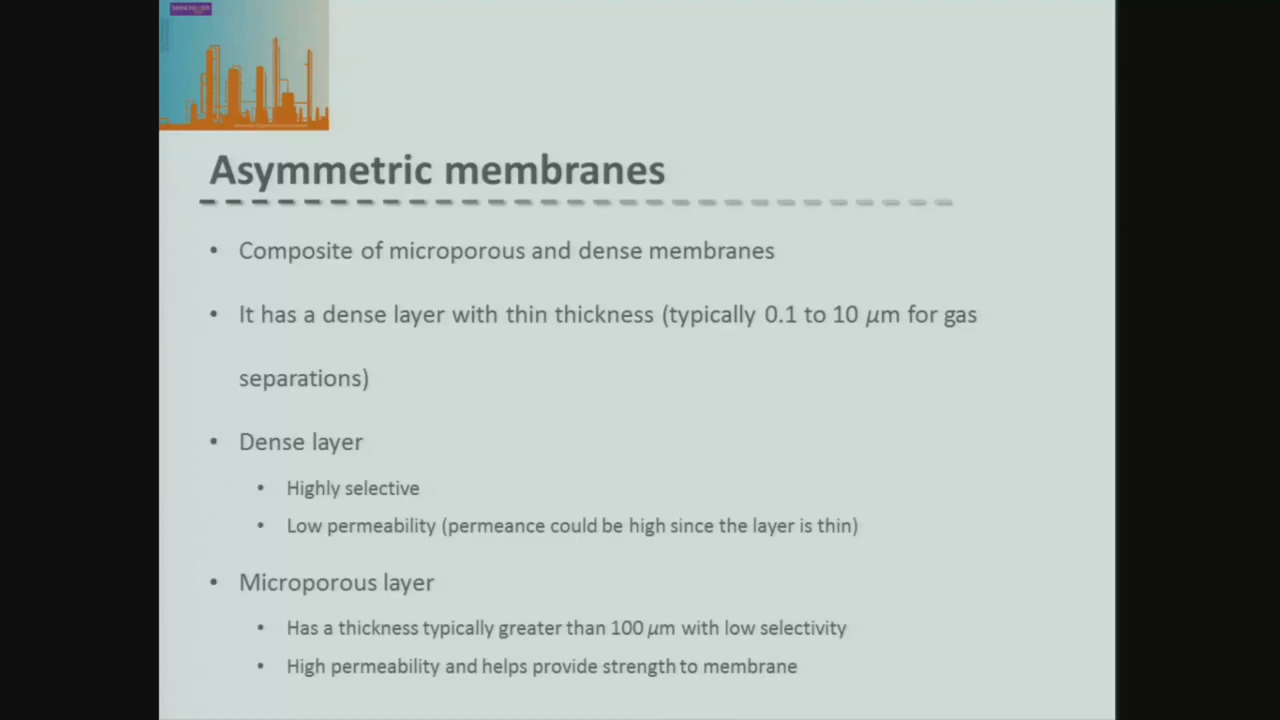 Asymmetric membranes
• Composite of microporous and dense membranes
• It has a dense layer with thin thickness (typically 0.1 to 10 μm for gas
separations)
• Dense layer
• Highly selective
• Low permeability (permeance could be high since the layer is thin)
• Microporous layer
• Has a thickness typically greater than 100 μm with low selectivity
• High permeability and helps provide strength to membrane